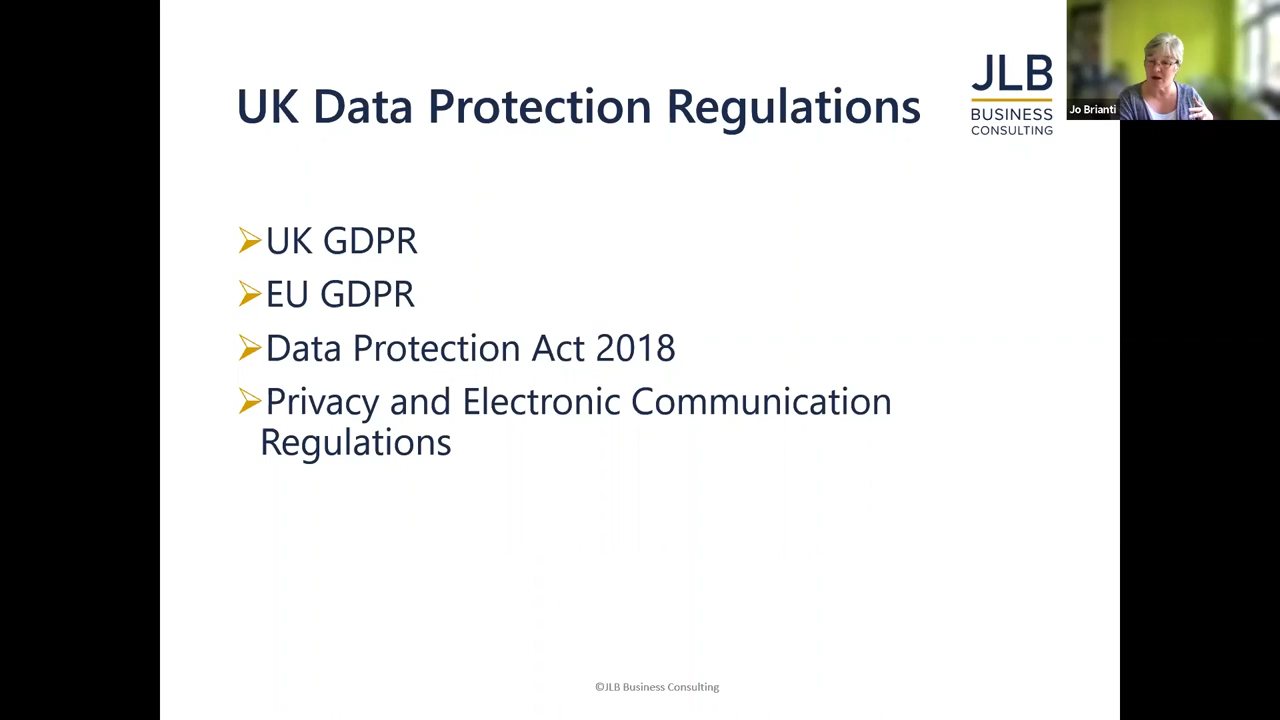 UK Data Protection Regulations
JLB
BUSINESS
CONSULTING
Jo Brianti
UK GDPR
EU GDPR
Data Protection Act 2018
Privacy and Electronic Communication
Regulations
©JLB Business Consulting